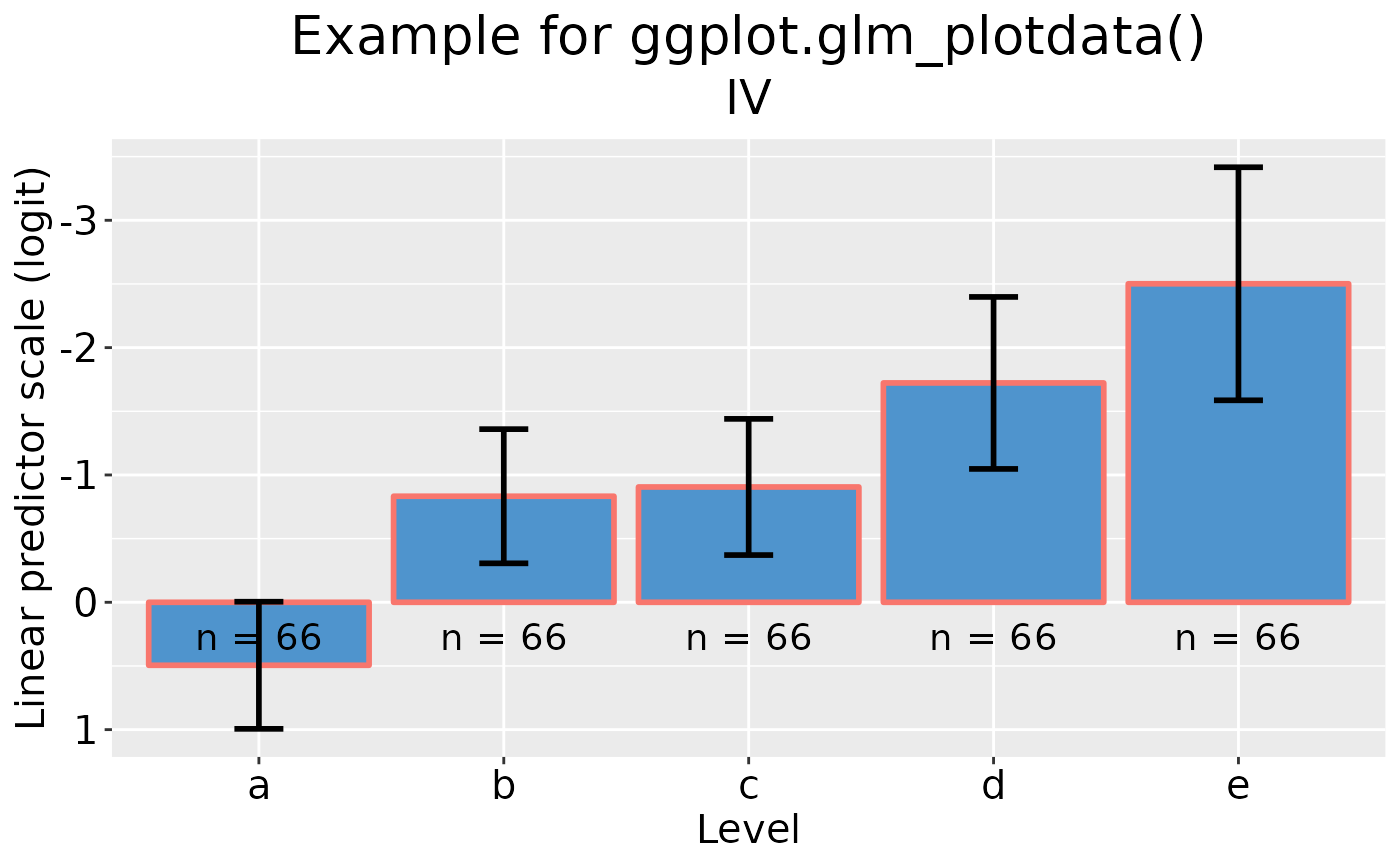 Example for ggplot.glm_plotdata()
IV
Linear predictor scale (logit)
-3
-2
-1
0
1
n = 66
n = 66
n = 66
n = 66
n = 66
a
b
c
d
e
Level